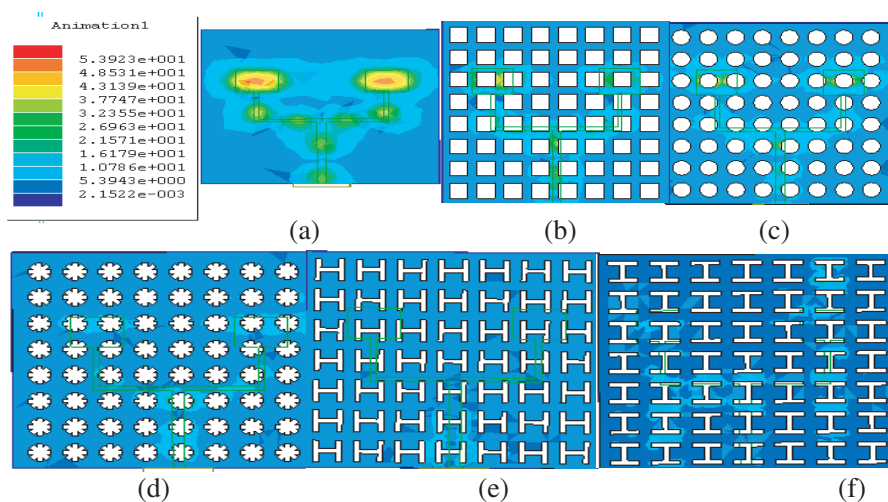 Animation1
5.3923e+001
4.8531e+001
4.3139e+001
3.7747e+001
3.2355e+001
2.6963e+001
2.1571e+001
1.6179e+001
1.0786e+001
5.3943e+000
2.1522e-003
(a)
(b)
(c)
(d)
(e)
(f)